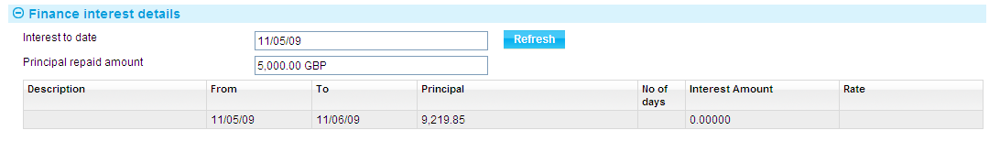 Finance interest details
Interest to date 11/05/09 Refresh
Principal repaid amount 5,000.00 GBP
Description From To Principal No of days Interest Amount Rate
11/05/09 11/06/09 9,219.85 0.00000